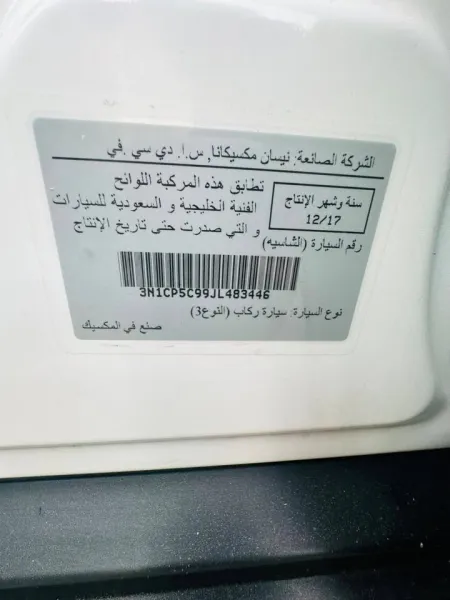 الشركة الصانعة: نيسان مكسيكانا, س.ا. دي سي .في
سنة وشهر الإنتاج
12/17
تطابق هذه المركبة اللوائح
الفنية الخليجية و السعودية للسيارات
و التي صدرت حتى تاريخ الإنتاج
رقم السيارة (الشاسيه)
3N1CP5C99JL483446
نوع السيارة: سيارة ركاب (النوع3)
صنع في المكسيك